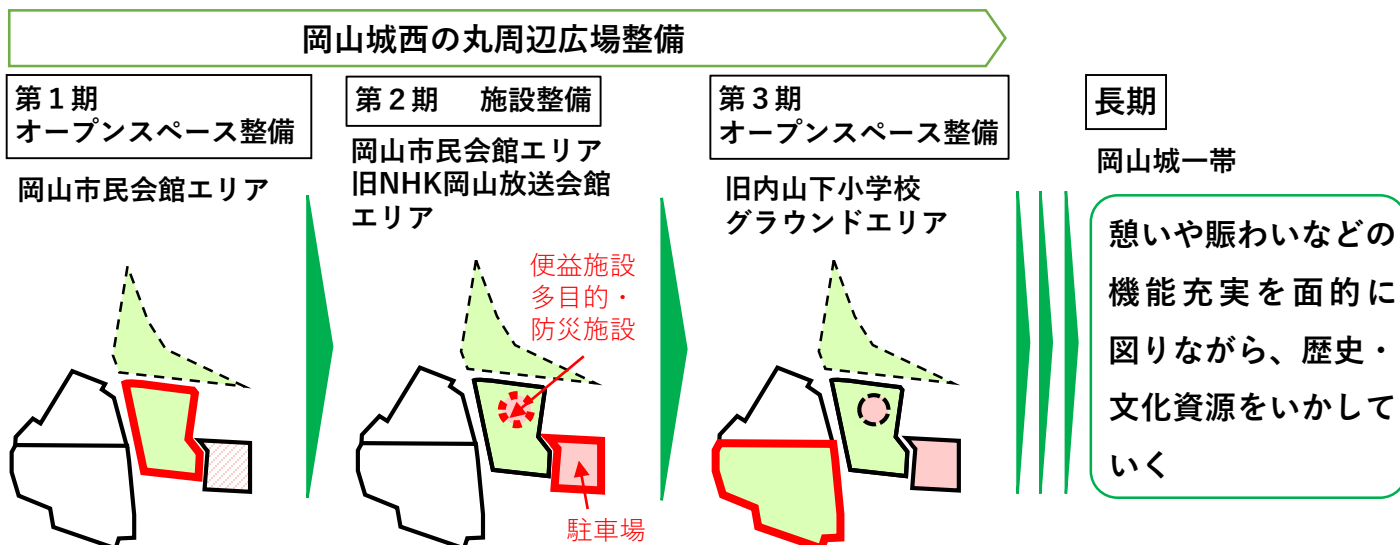 岡山城西の丸周辺広場整備
第１期
オープンスペース整備
岡山市民会館エリア
第２期　施設整備
岡山市民会館エリア
旧NHK岡山放送会館
エリア
便益施設
多目的・
防災施設
駐車場
第３期
オープンスペース整備
旧内山下小学校
グラウンドエリア
長期
岡山城一帯
憩いや賑わいなどの
機能充実を面的に
図りながら、歴史・
文化資源をいかして
いく